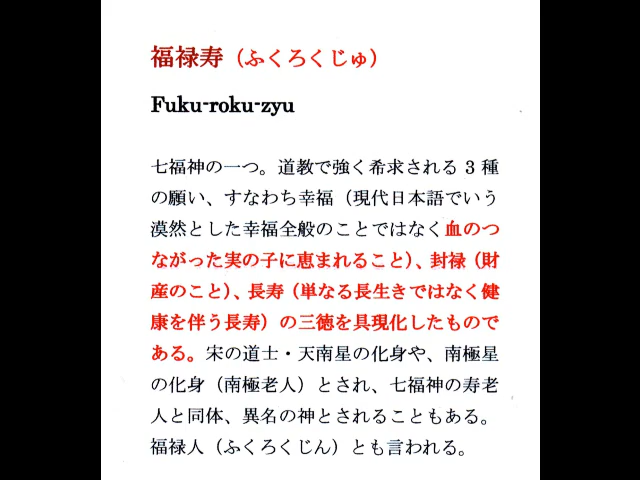 福禄寿（ふくろくじゅ）
Fuku-roku-zyu
七福神の一つ。道教で強く希求される 3 種
の願い、すなわち幸福（現代日本語でいう
漠然とした幸福全般のことではなく血のつ
ながった実の子に恵まれること）、封禄（財
産のこと）、長寿（単なる長生きではなく健
康を伴う長寿）の三徳を具現化したもので
ある。宋の道士・天南星の化身や、南極星
の化身（南極老人）とされ、七福神の寿老
人と同体、異名の神とされることもある。
福禄人（ふくろくじん）とも言われる。